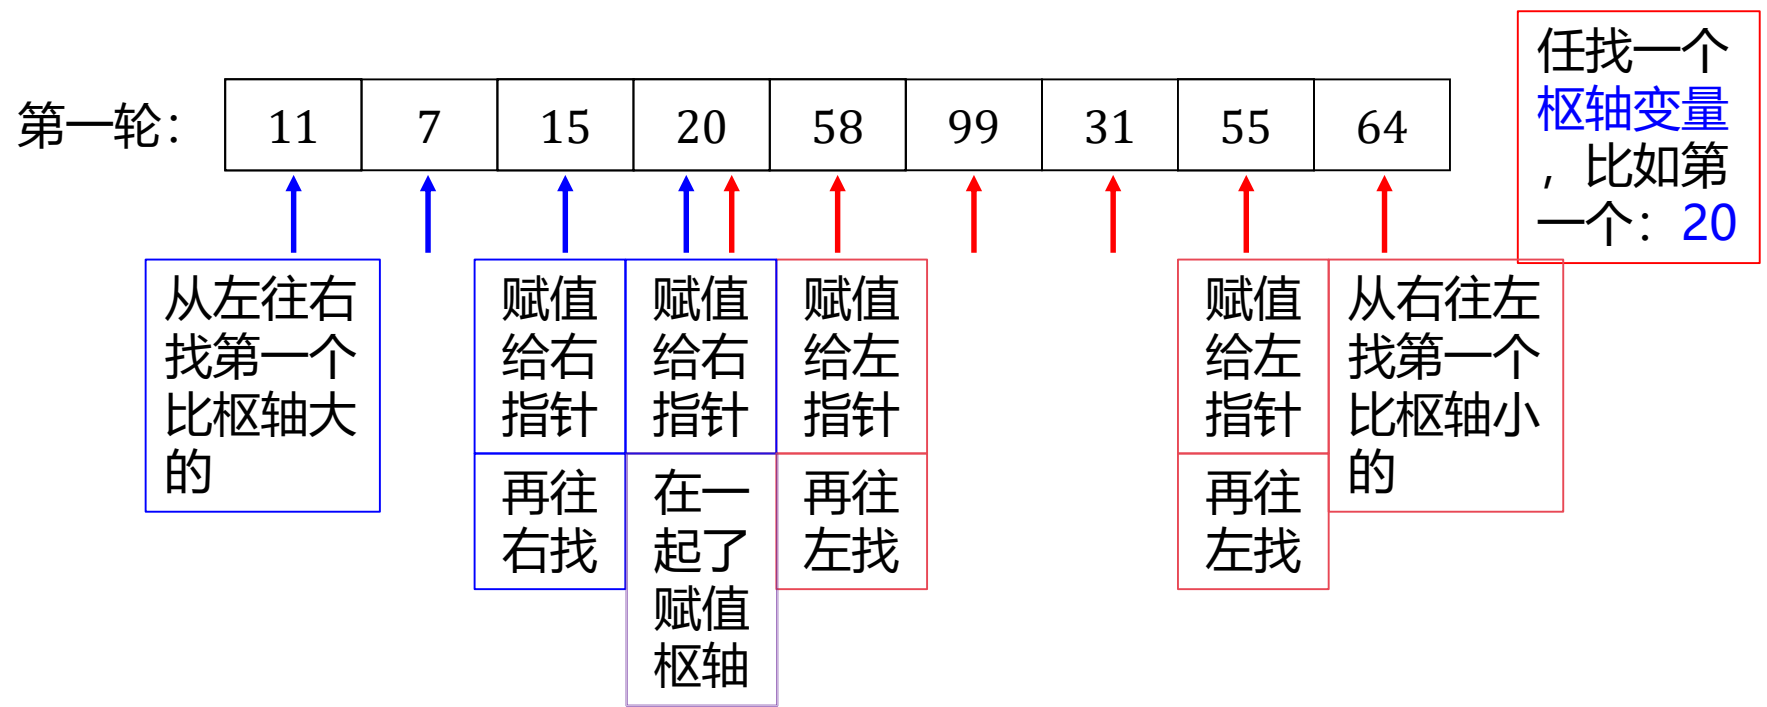 任找一个
枢轴变量
，比如第
一个：20
第一轮：
11 7 15 20 58 99 31 55 64
从左往右
找第一个
比枢轴大
的
赋值
给右
指针
再往
右找
赋值
给右
指针
在一
起了
赋值
枢轴
赋值
给左
指针
再往
左找
赋值
给左
指针
再往
左找
从右往左
找第一个
比枢轴小
的